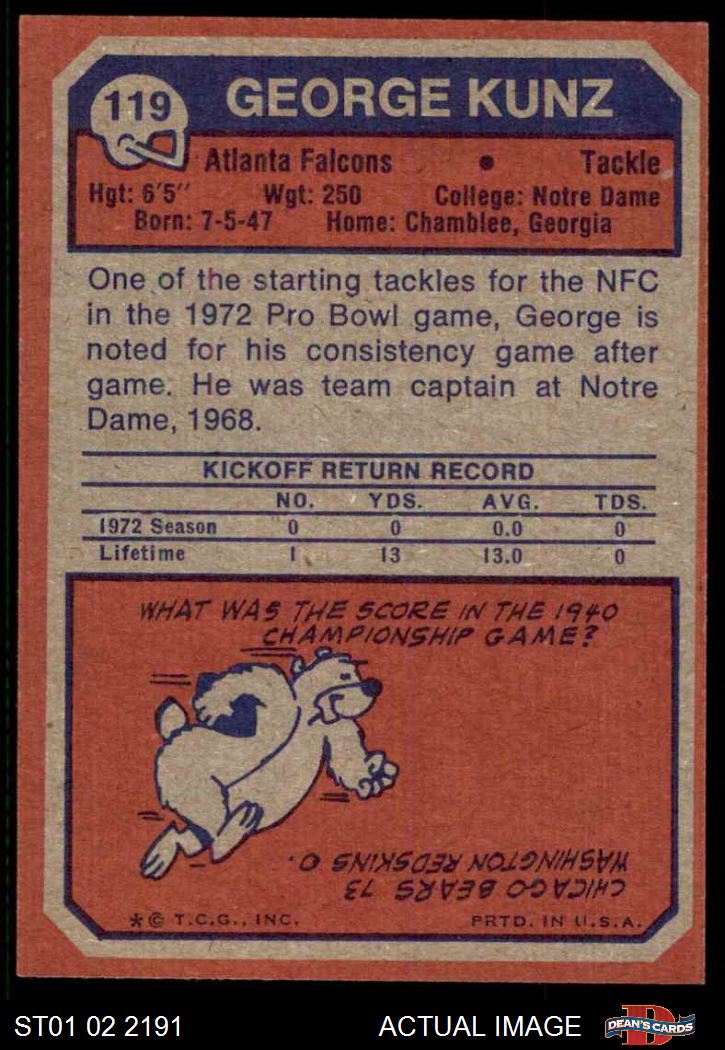 119
GEORGE KUNZ
Atlanta Falcons • Tackle
Hgt: 6'5" Wgt: 250 College: Notre Dame
Born: 7-5-47 Home: Chamblee, Georgia
One of the starting tackles for the NFC
in the 1972 Pro Bowl game, George is
noted for his consistency game after
game. He was team captain at Notre
Dame, 1968.
KICKOFF RETURN RECORD
NO. YDS. AVG. TDS.
1972 Season 0 0 0.0 0
Lifetime 1 13 13.0 0
WHAT WAS THE SCORE IN THE 1940
CHAMPIONSHIP GAME?
CHICAGO BEARS 73
WASHINGTON REDSKINS 0.
*© T.C.G., INC. PRTD. IN U.S.A.
ST01 02 2191 ACTUAL IMAGE
D
DEAN'S CARDS